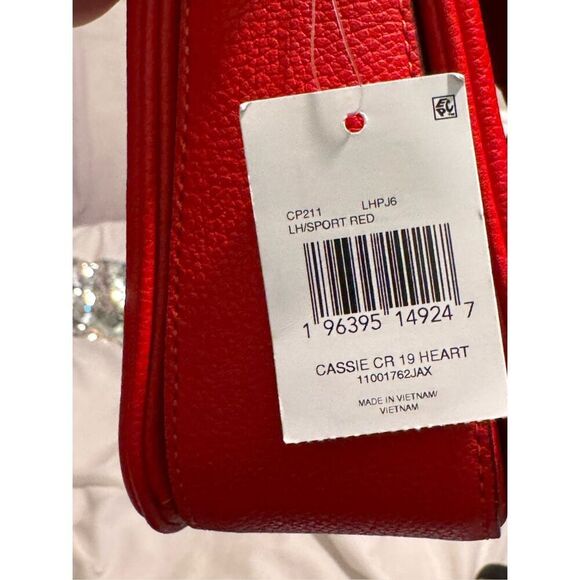 CP211 LHPJ6
LH/SPORT RED
1 96395 14924 7
CASSIE CR 19 HEART
11001762JAX
MADE IN VIETNAM/
VIETNAM